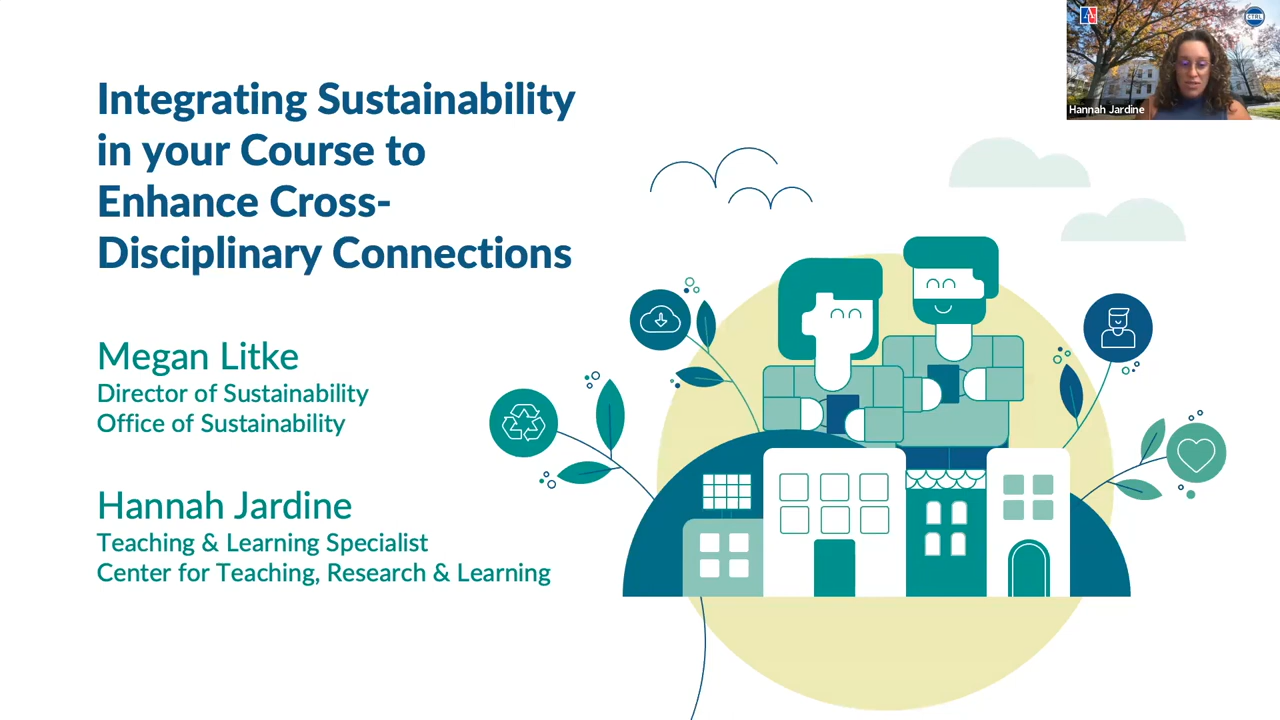 Integrating Sustainability
in your Course to
Enhance Cross-
Disciplinary Connections
Megan Litke
Director of Sustainability
Office of Sustainability
Hannah Jardine
Teaching & Learning Specialist
Center for Teaching, Research & Learning
Hannah Jardine
CTRL